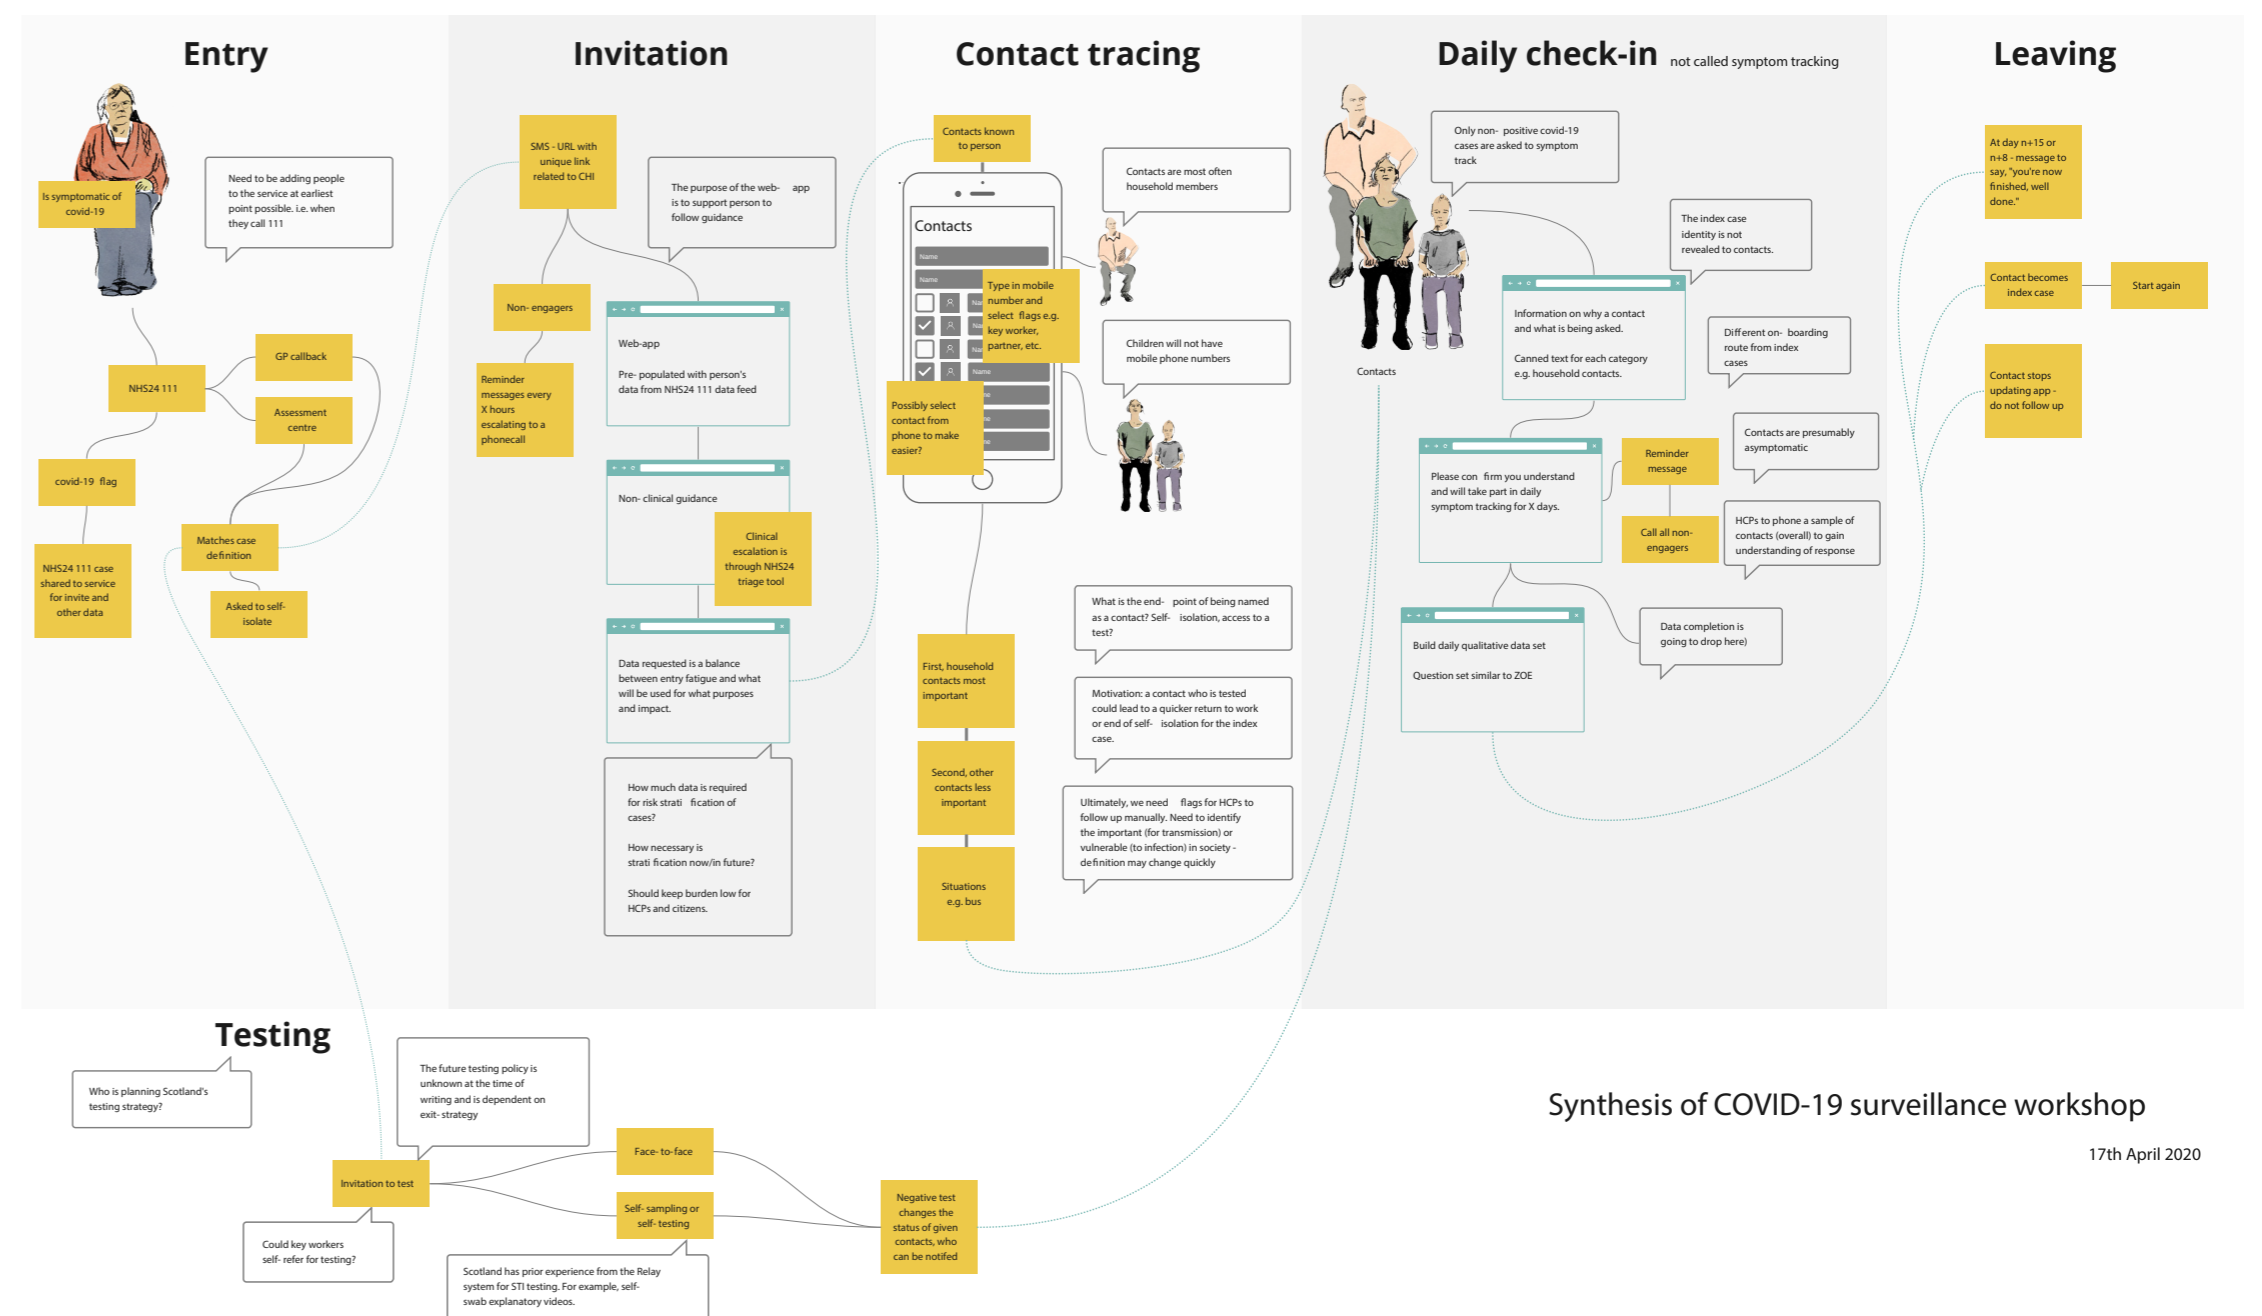 Entry
Is symptomatic of
covid-19
Need to be adding people
to the service at earliest
point possible. i.e. when
they call 111
NHS24 111
GP callback
Assessment
centre
covid-19 flag
NHS24 111 case
shared to service
for invite and
other data
Matches case
definition
Asked to self-
isolate
Invitation
SMS - URL with
unique link
related to CHI
The purpose of the web- app
is to support person to
follow guidance
Non- engagers
Reminder
messages every
X hours
escalating to a
phonecall
Web-app
Pre- populated with person's
data from NHS24 111 data feed
Non- clinical guidance
Clinical
escalation is
through NHS24
triage tool
Data requested is a balance
between entry fatigue and what
will be used for what purposes
and impact.
How much data is required
for risk strati fication of
cases?
How necessary is
strati fication now/in future?
Should keep burden low for
HCPs and citizens.
Contact tracing
Contacts known
to person
Contacts are most often
household members
Contacts
Name
Name
Type in mobile
number and
select flags e.g.
key worker,
partner, etc.
Name
Possibly select
contact from
phone to make
easier?
Children will not have
mobile phone numbers
First, household
contacts most
important
Second, other
contacts less
important
Situations
e.g. bus
What is the end- point of being named
as a contact? Self- isolation, access to a
test?
Motivation: a contact who is tested
could lead to a quicker return to work
or end of self- isolation for the index
case.
Ultimately, we need flags for HCPs to
follow up manually. Need to identify
the important (for transmission) or
vulnerable (to infection) in society -
definition may change quickly
Daily check-in not called symptom tracking
Only non- positive covid-19
cases are asked to symptom
track
Contacts
The index case
identity is not
revealed to contacts.
Information on why a contact
and what is being asked.
Canned text for each category
e.g. household contacts.
Different on- boarding
route from index
cases
Please con firm you understand
and will take part in daily
symptom tracking for X days.
Reminder
message
Call all non-
engagers
Contacts are presumably
asymptomatic
HCPs to phone a sample of
contacts (overall) to gain
understanding of response
Build daily qualitative data set
Question set similar to ZOE
Data completion is
going to drop here)
Leaving
At day n+15 or
n+8 - message to
say, "you're now
finished, well
done."
Contact becomes
index case
Start again
Contact stops
updating app -
do not follow up
Testing
Who is planning Scotland's
testing strategy?
The future testing policy is
unknown at the time of
writing and is dependent on
exit- strategy
Invitation to test
Could key workers
self- refer for testing?
Face- to- face
Self- sampling or
self- testing
Scotland has prior experience from the Relay
system for STI testing. For example, self-
swab explanatory videos.
Negative test
changes the
status of given
contacts, who
can be notifed
Synthesis of COVID-19 surveillance workshop
17th April 2020